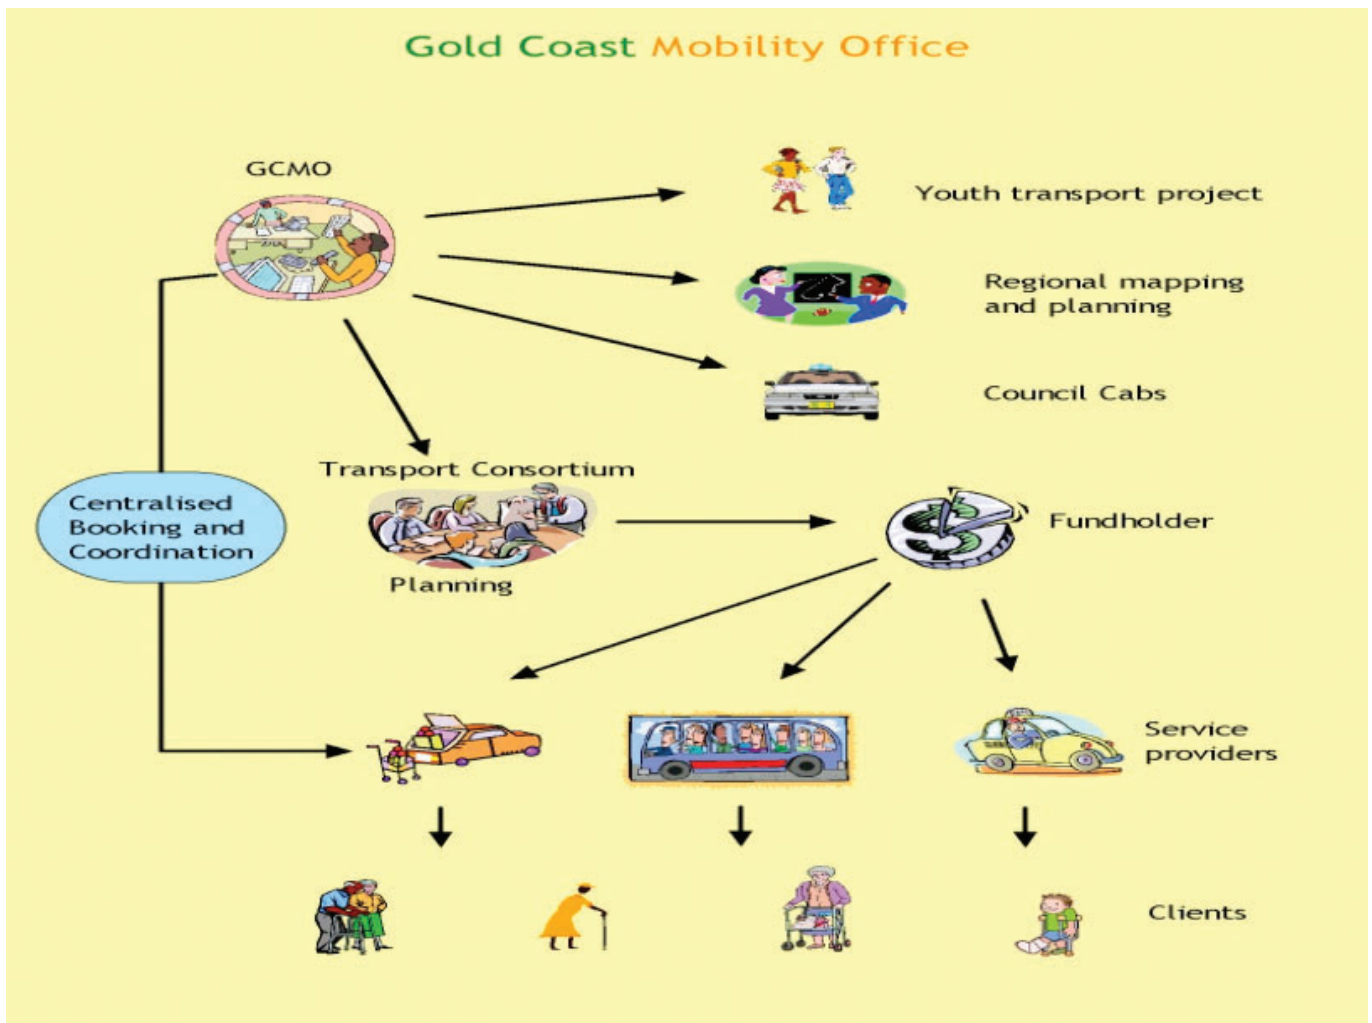 Gold Coast Mobility Office
GCMO
Youth transport project
Regional mapping
and planning
Council Cabs
Transport Consortium
Centralised
Booking and
Coordination
Fundholder
Planning
Service
providers
Clients